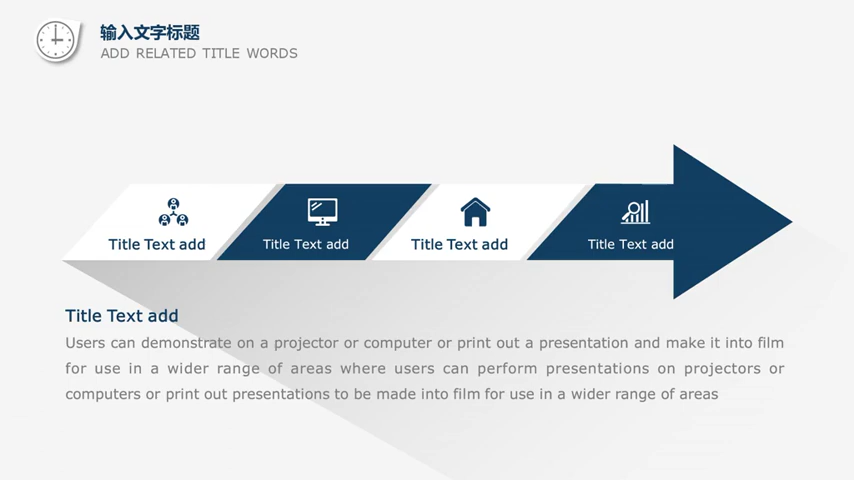 输入文字标题
ADD RELATED TITLE WORDS
Title Text add
Title Text add
Title Text add
Title Text add
Title Text add
Users can demonstrate on a projector or computer or print out a presentation and make it into film
for use in a wider range of areas where users can perform presentations on projectors or
computers or print out presentations to be made into film for use in a wider range of areas